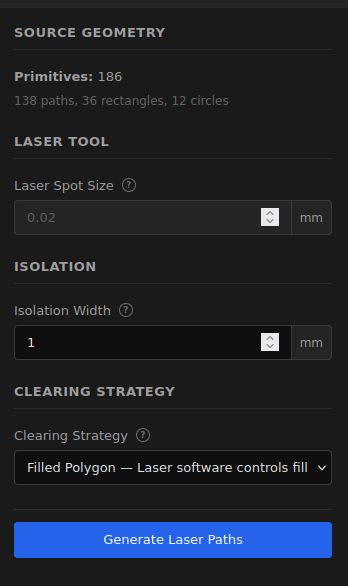 SOURCE GEOMETRY
Primitives: 186
138 paths, 36 rectangles, 12 circles
LASER TOOL
Laser Spot Size ?
0.02 mm
ISOLATION
Isolation Width ?
1 mm
CLEARING STRATEGY
Clearing Strategy ?
Filled Polygon — Laser software controls fill
Generate Laser Paths